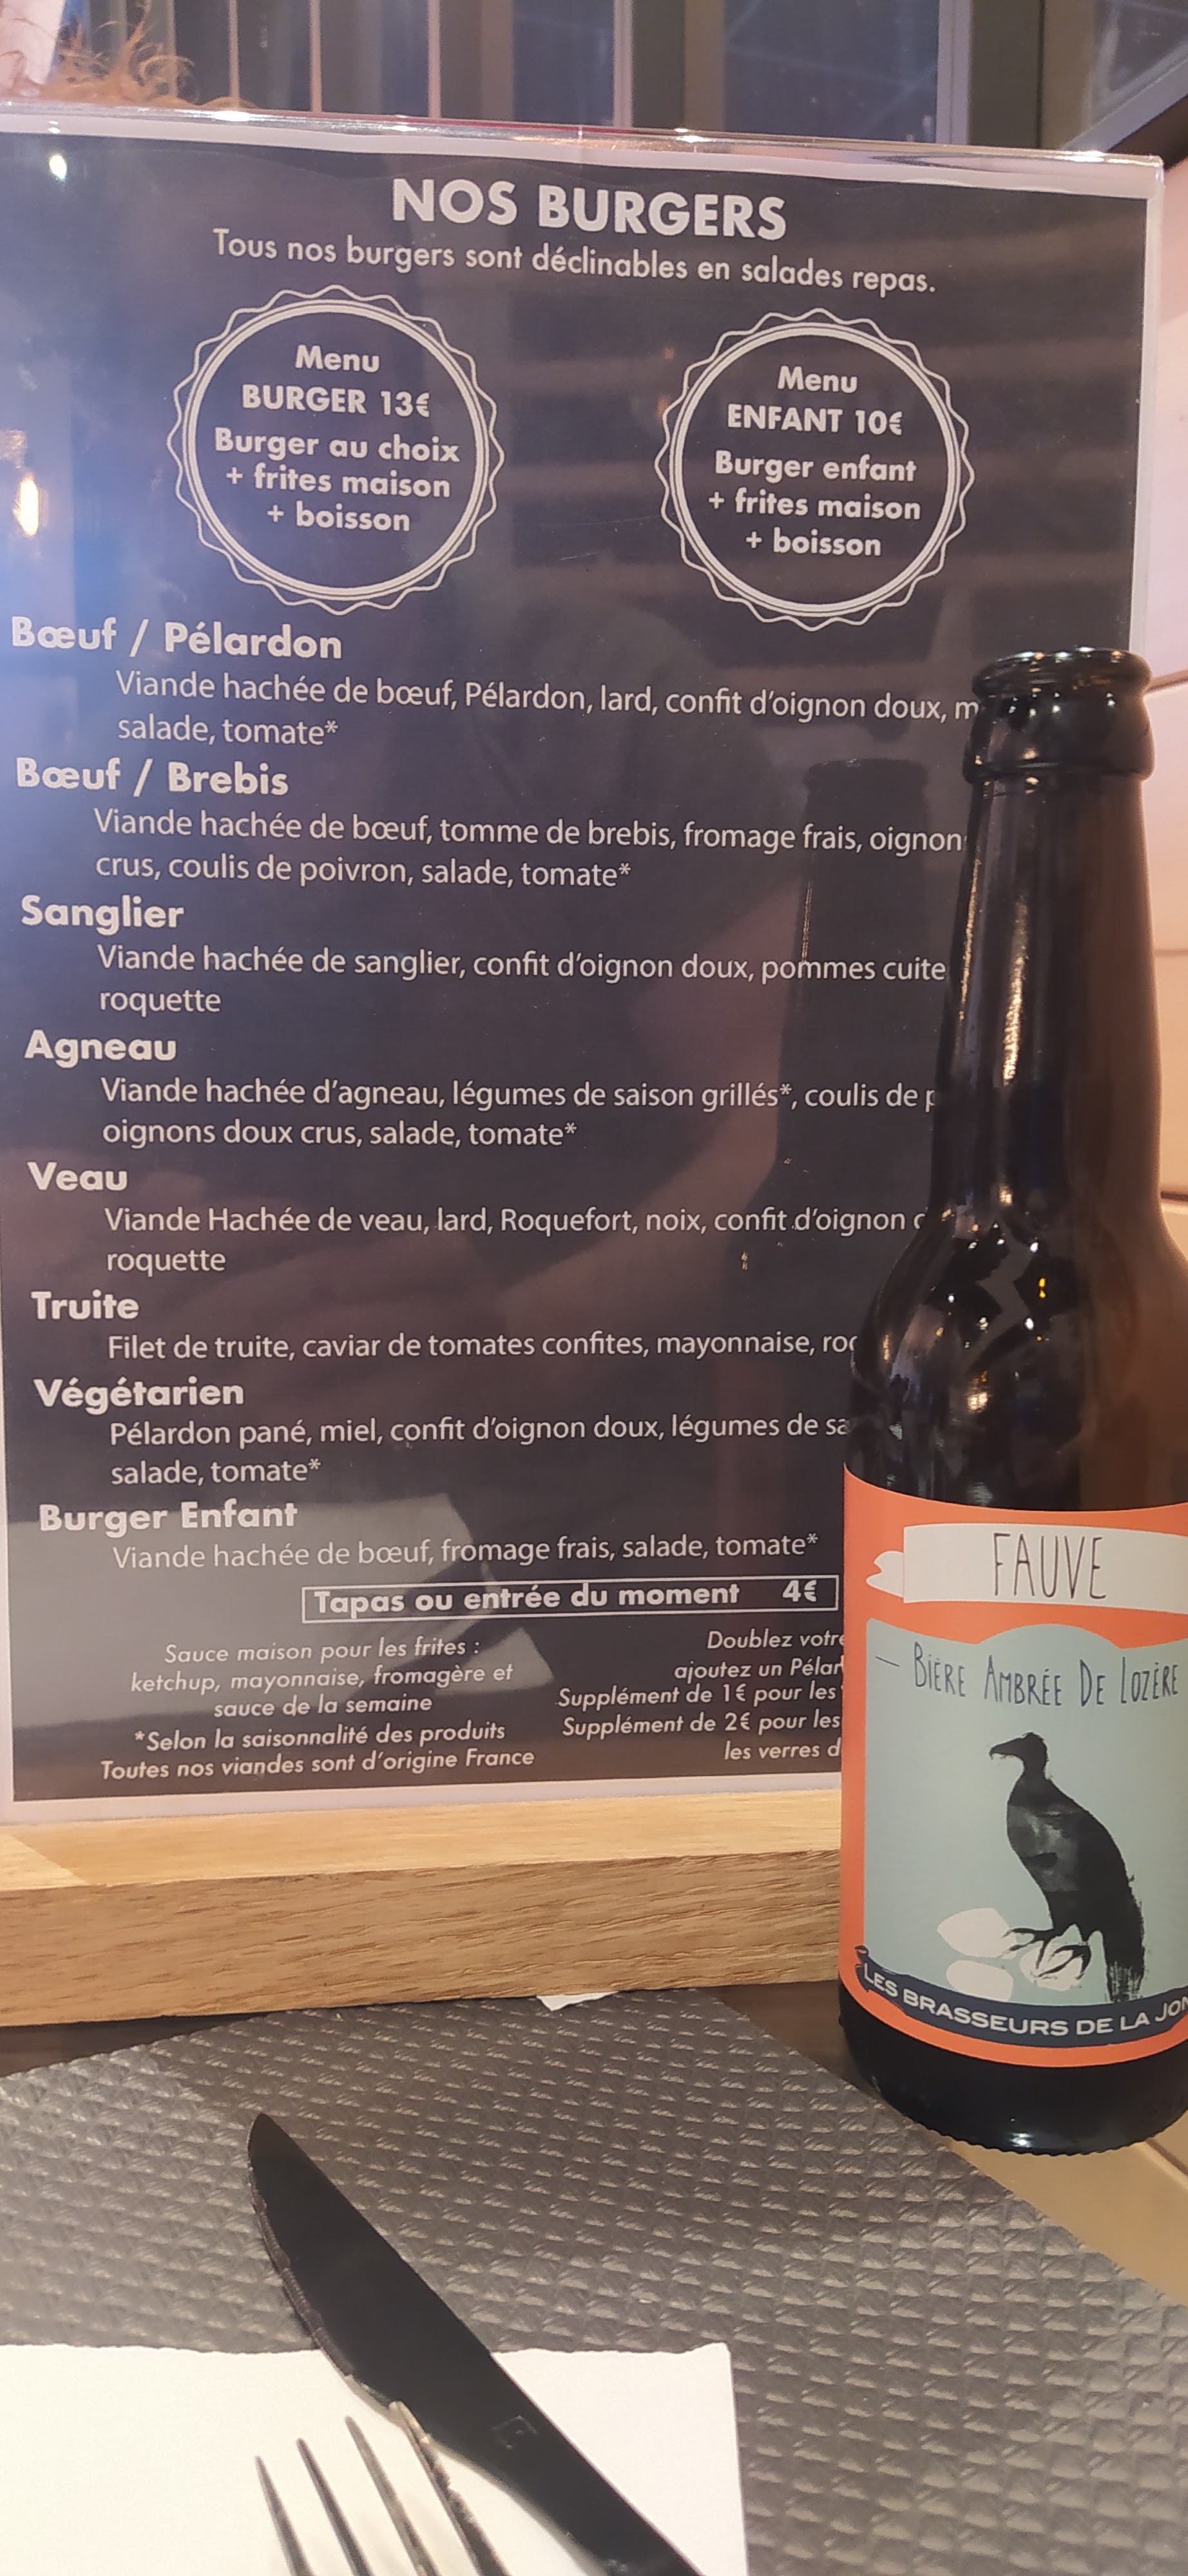 NOS BURGERS
Tous nos burgers sont déclinables en salades repas.
Menu
BURGER 13€
Burger au choix
+ frites maison
+ boisson
Menu
ENFANT 10€
Burger enfant
+ frites maison
+ boisson
Bœuf / Pélardon
Viande hachée de bœuf, Pélardon, lard, confit d'oignon doux,
salade, tomate*
Bœuf / Brebis
Viande hachée de bœuf, tomme de brebis, fromage frais, oignon
crus, coulis de poivron, salade, tomate*
Sanglier
Viande hachée de sanglier, confit d'oignon doux, pommes cuite
roquette
Agneau
Viande hachée d'agneau, légumes de saison grillés*, coulis de
oignons doux crus, salade, tomate*
Veau
Viande Hachée de veau, lard, Roquefort, noix, confit d'oignon
roquette
Truite
Filet de truite, caviar de tomates confites, mayonnaise,
Végétarien
Pélardon pané, miel, confit d'oignon doux, légumes de
salade, tomate*
Burger Enfant
Viande hachée de bœuf, fromage frais, salade, tomate*
Tapas ou entrée du moment 4€
Sauce maison pour les frites :
ketchup, mayonnaise, fromagère et
sauce de la semaine
*Selon la saisonnalité des produits
Toutes nos viandes sont d'origine France
Doublez votre
ajoutez un
Supplément de 1€ pour les
Supplément de 2€ pour les
les verres
FAUVE
— BIÈRE AMBRÉE DE LOZÈRE
LES BRASSEURS DE LA